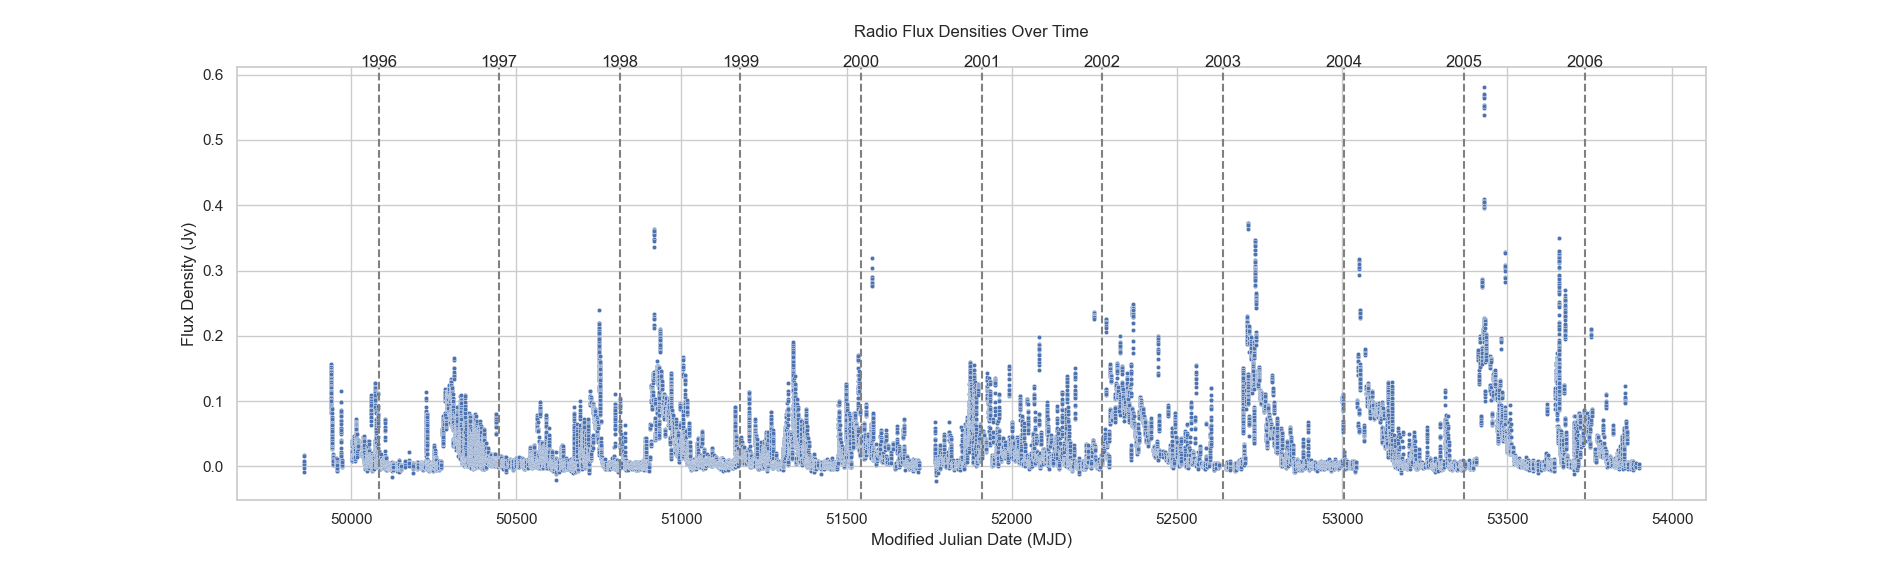 Radio Flux Densities Over Time
1996 1997 1998 1999 2000 2001 2002 2003 2004 2005 2006
0.6
0.5
0.4
0.3
0.2
0.1
0.0
Flux Density (Jy)
50000 50500 51000 51500 52000 52500 53000 53500 54000
Modified Julian Date (MJD)